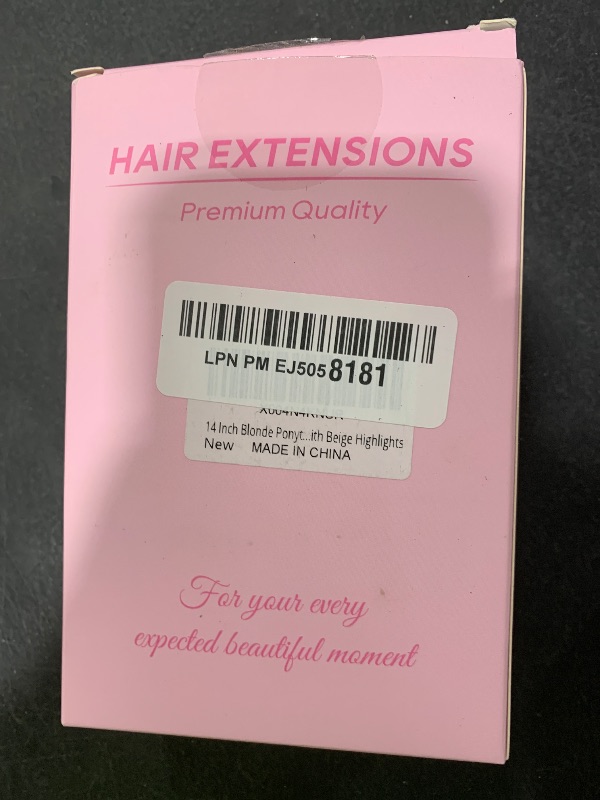 HAIR EXTENSIONS
Premium Quality
LPN PM EJ5058181
14 Inch Blonde Ponyt...ith Beige Highlights
New MADE IN CHINA
For your every
expected beautiful moment